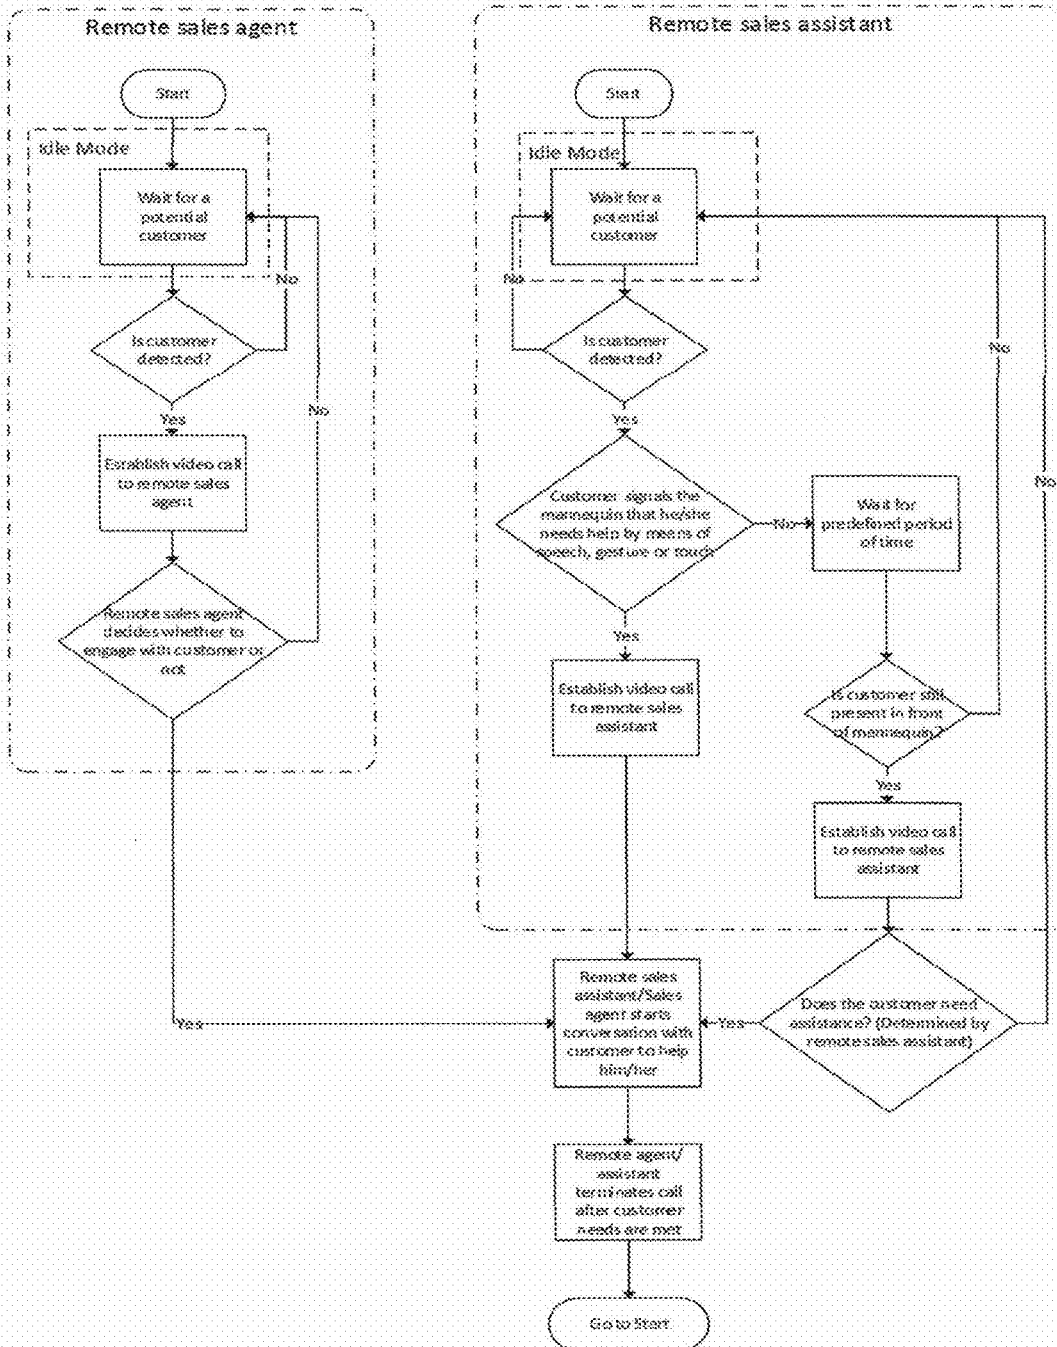 Remote sales agent
Start
Idle Mode
Wait for a
potential
customer
No
Is customer
detected?
Yes
No
Establish video call
to remote sales
agent
Remote sales agent
decides whether to
engage with customer or
not
Yes
Remote sales assistant
Start
Idle Mode
Wait for a
potential
customer
No
Is customer
detected?
Yes
Customer signals the
mannequin that he/she
needs help by means of
speech, gesture or touch
No
Wait for
predefined period
of time
No
No
Yes
Establish video call
to remote sales
assistant
Is customer still
present in front
of mannequin?
Yes
Establish video call
to remote sales
assistant
Remote sales
assistant/Sales
agent starts
conversation with
customer to help
him/her
Yes
Does the customer need
assistance? (Determined by
remote sales assistant)
Remote agent/
assistant
terminates call
after customer
needs are met
Go to Start